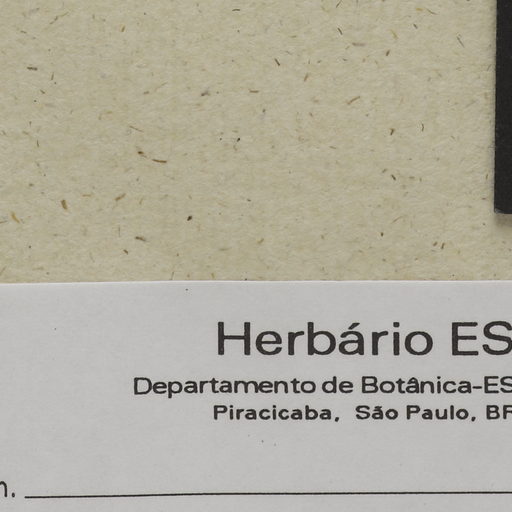 Herbário ES
Departamento de Botânica-ES
Piracicaba, São Paulo, BR